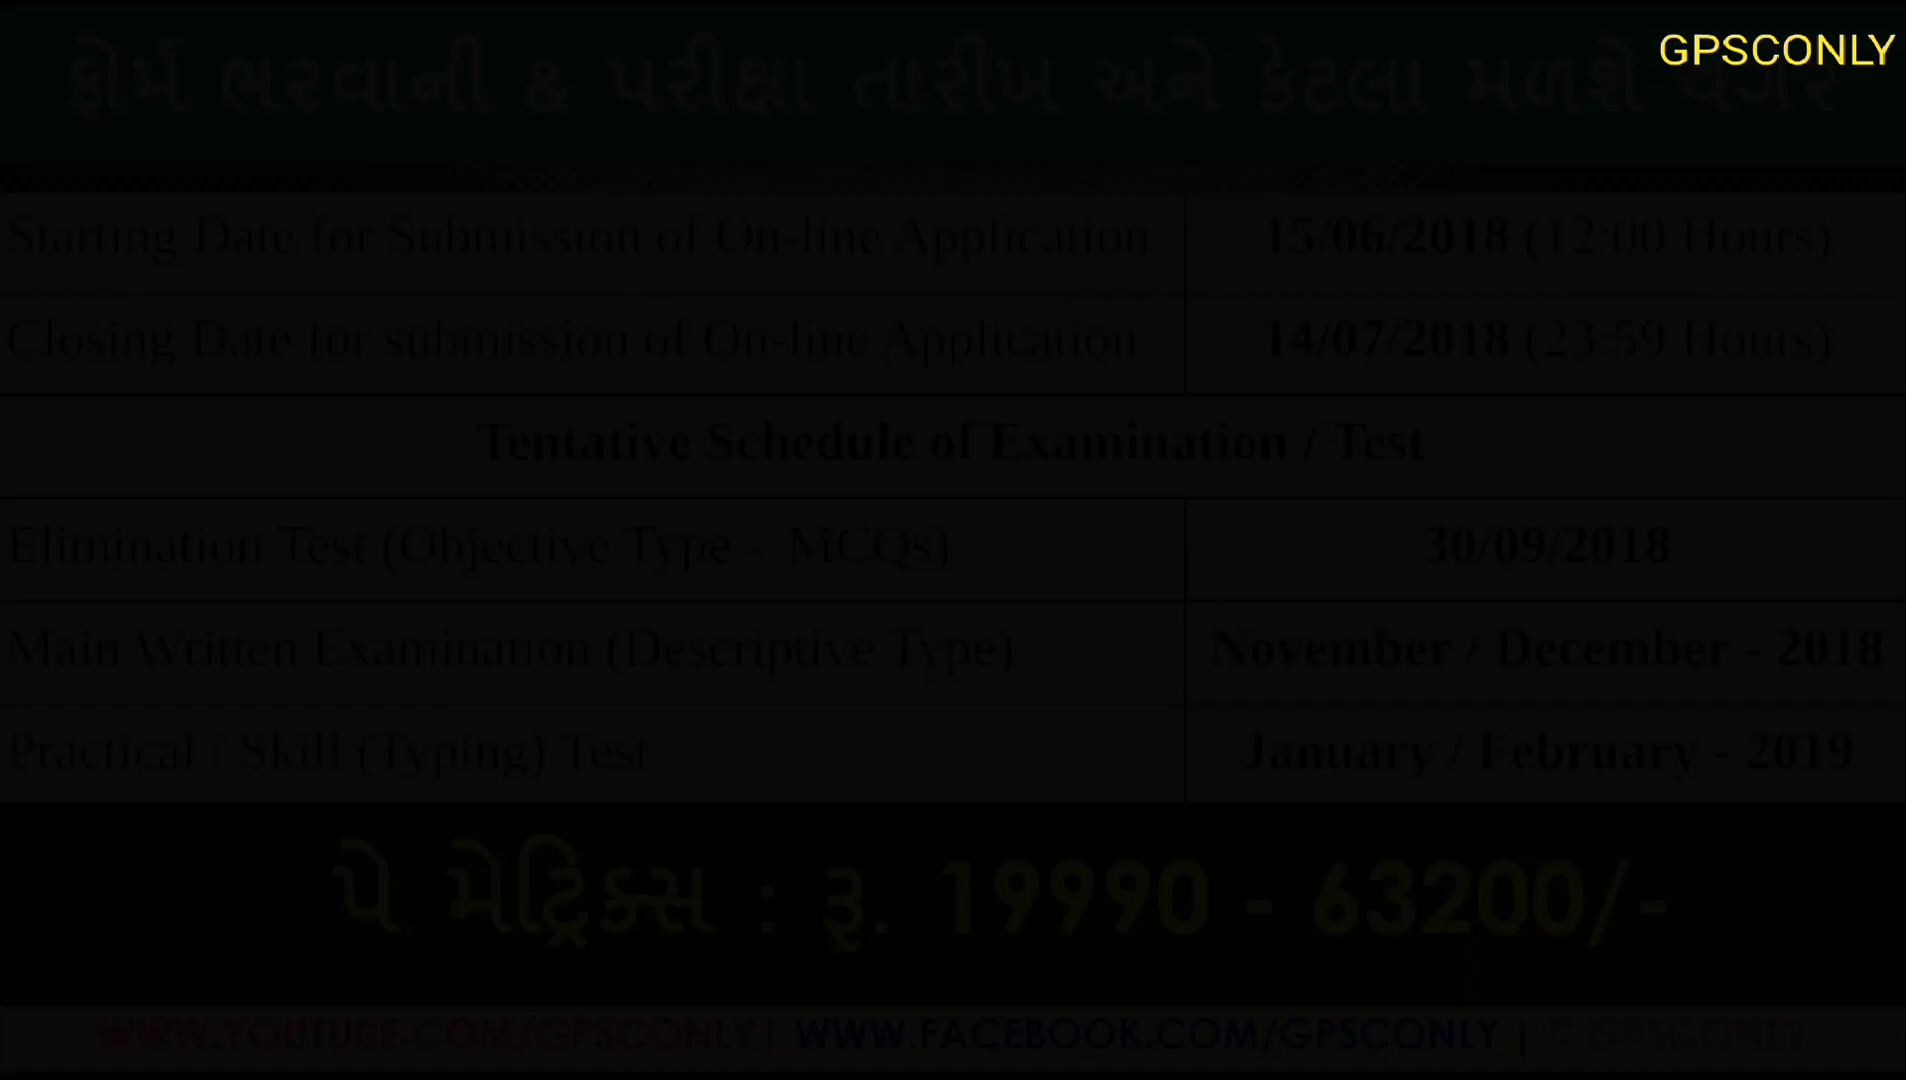 GPSCONLY
ફોર્મ ભરવાની & પરીક્ષા તારીખ અને કેટલા મળશે પગાર
Starting Date for Submission of On-line Application 15/06/2018 (12:00 Hours)
Closing Date for submission of On-line Application 14/07/2018 (23:59 Hours)
Tentative Schedule of Examination / Test
Elimination Test (Objective Type – MCQs) 30/09/2018
Main Written Examination (Descriptive Type) November / December - 2018
Practical / Skill (Typing) Test January / February - 2019
પે મેટ્રિક્સ : રૂ. 19990 - 63200/-
WWW.YOUTUBE.COM/GPSCONLY | WWW.FACEBOOK.COM/GPSCONLY | © GPSCONLY